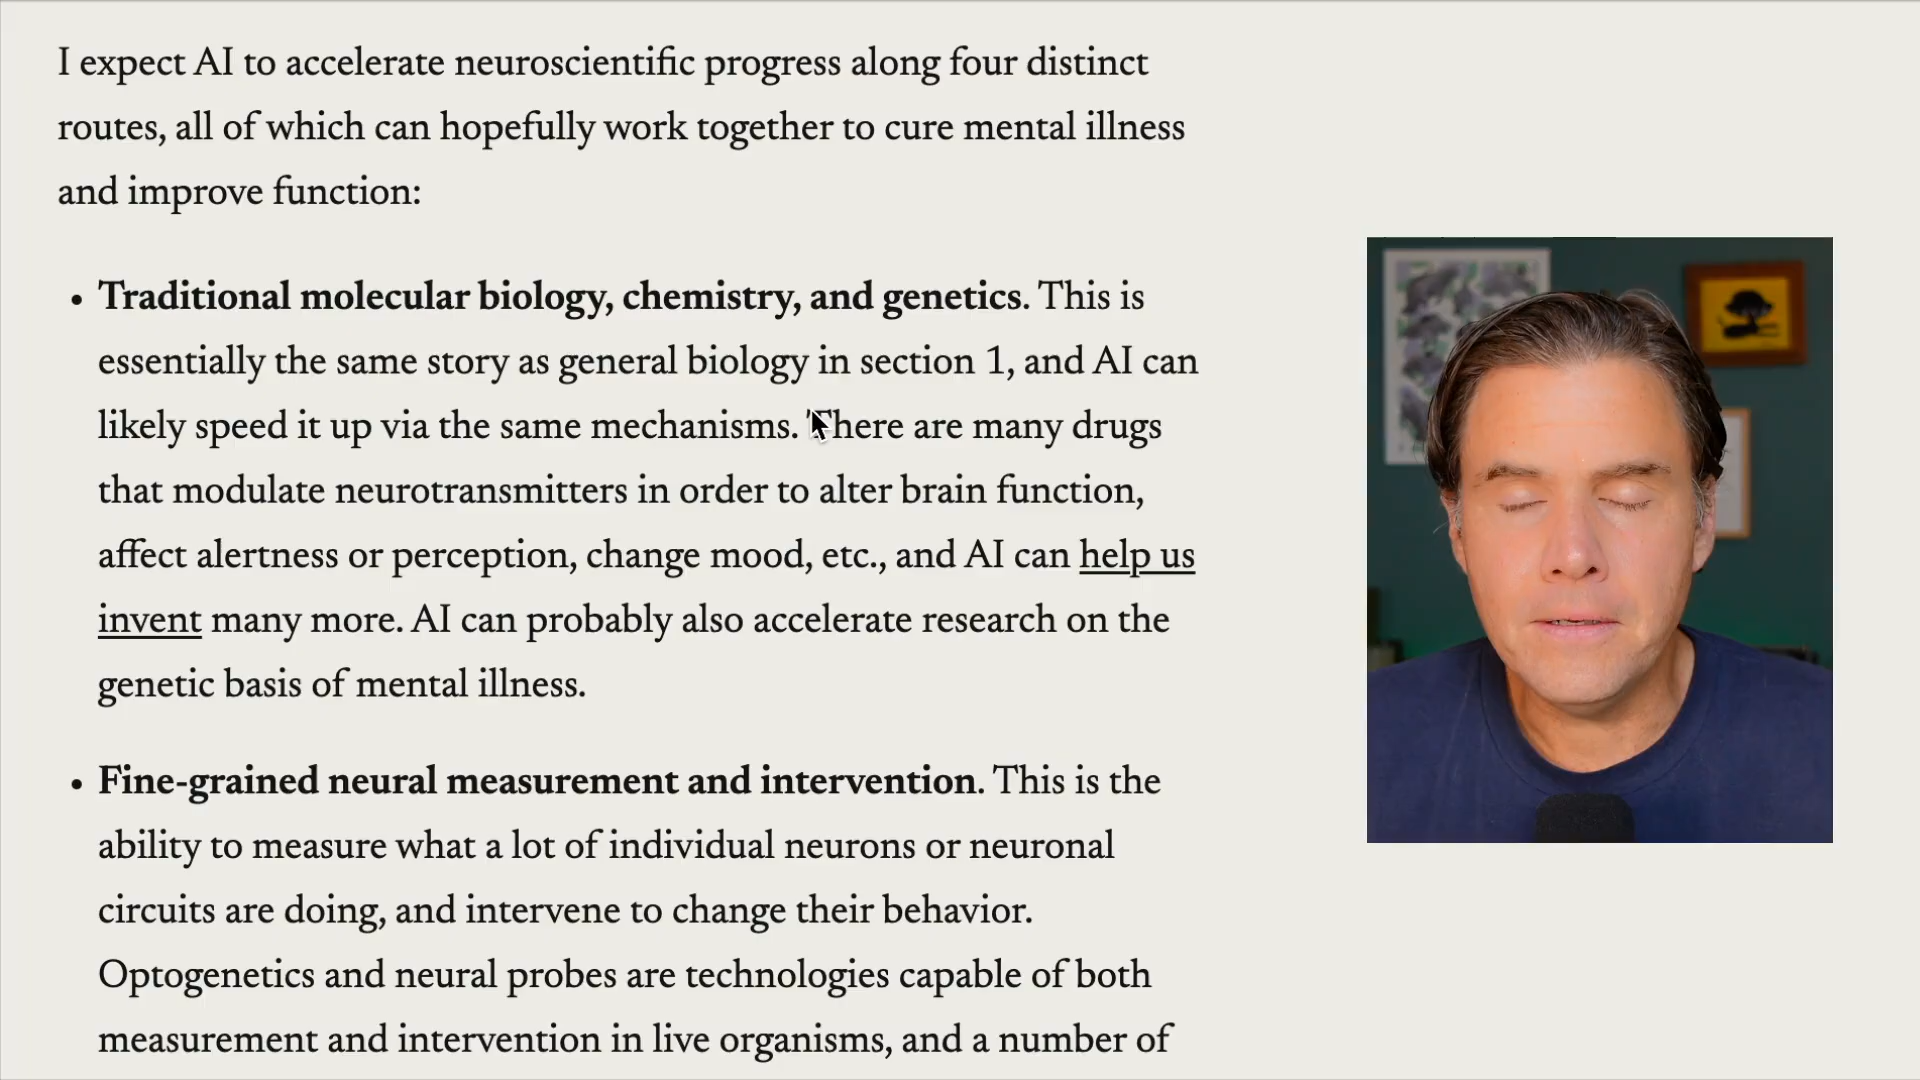 I expect AI to accelerate neuroscientific progress along four distinct
routes, all of which can hopefully work together to cure mental illness
and improve function:
• Traditional molecular biology, chemistry, and genetics. This is
essentially the same story as general biology in section 1, and AI can
likely speed it up via the same mechanisms. There are many drugs
that modulate neurotransmitters in order to alter brain function,
affect alertness or perception, change mood, etc., and AI can help us
invent many more. AI can probably also accelerate research on the
genetic basis of mental illness.
• Fine-grained neural measurement and intervention. This is the
ability to measure what a lot of individual neurons or neuronal
circuits are doing, and intervene to change their behavior.
Optogenetics and neural probes are technologies capable of both
measurement and intervention in live organisms, and a number of